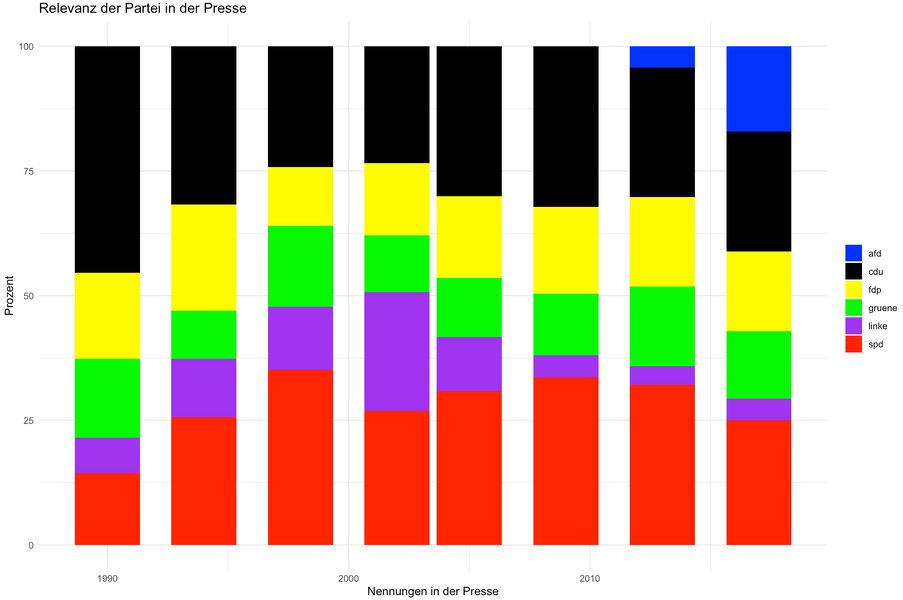 Relevanz der Partei in der Presse
100
75
50
25
0
Prozent
1990
2000
2010
Nennungen in der Presse
afd
cdu
fdp
gruene
linke
spd